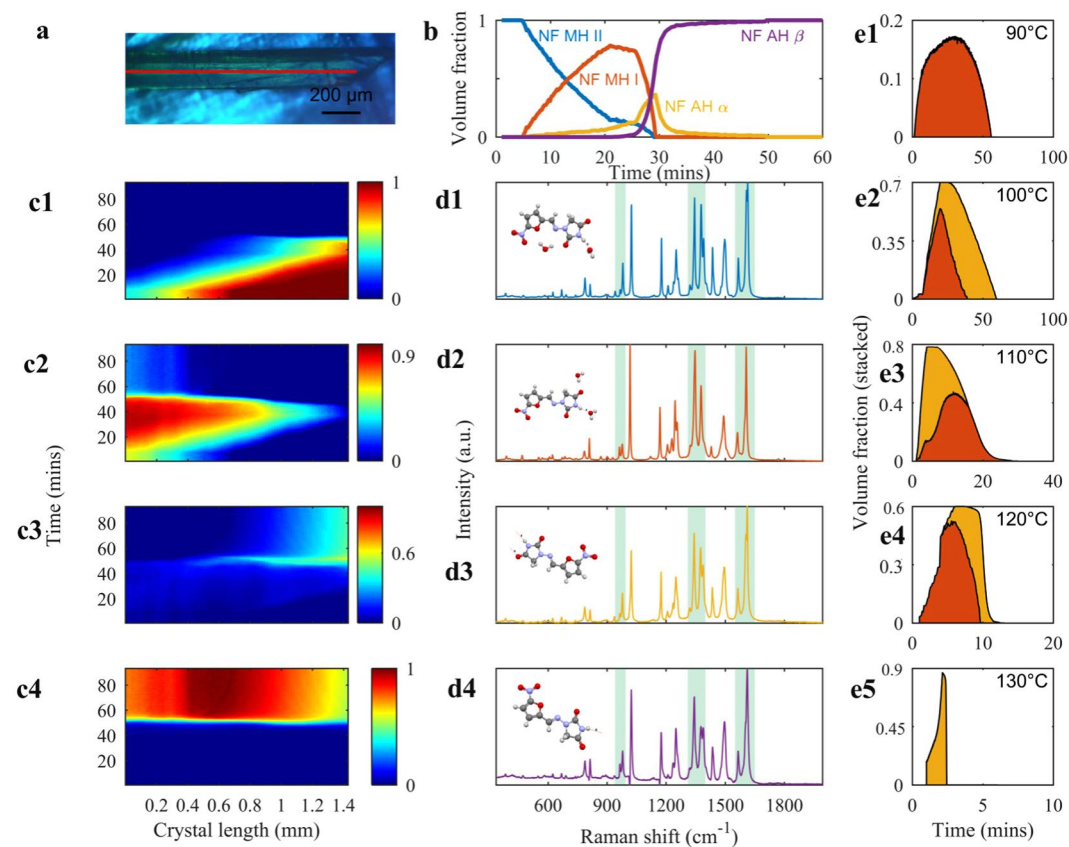 a
200 µm
b
Volume fraction
1
0
NF MH II
NF MH I
NF AH α
NF AH β
0 10 20 30 40 50 60
Time (mins)
c1
80
60
40
20
1
0
c2
80
60
40
20
0.9
0
c3
80
60
40
20
0.6
0
c4
80
60
40
20
1
0
Time (mins)
0.2 0.4 0.6 0.8 1 1.2 1.4
Crystal length (mm)
d1
d2
d3
d4
Intensity (a.u.)
600 900 1200 1500 1800
Raman shift (cm⁻¹)
e1
90°C
0.2
0.1
0
0 50 100
e2
100°C
0.7
0.35
0
0 50 100
e3
110°C
0.8
0.4
0
0 20 40
e4
120°C
0.6
0.3
0
0 10 20
e5
130°C
0.9
0.45
0
0 5 10
Volume fraction (stacked)
Time (mins)